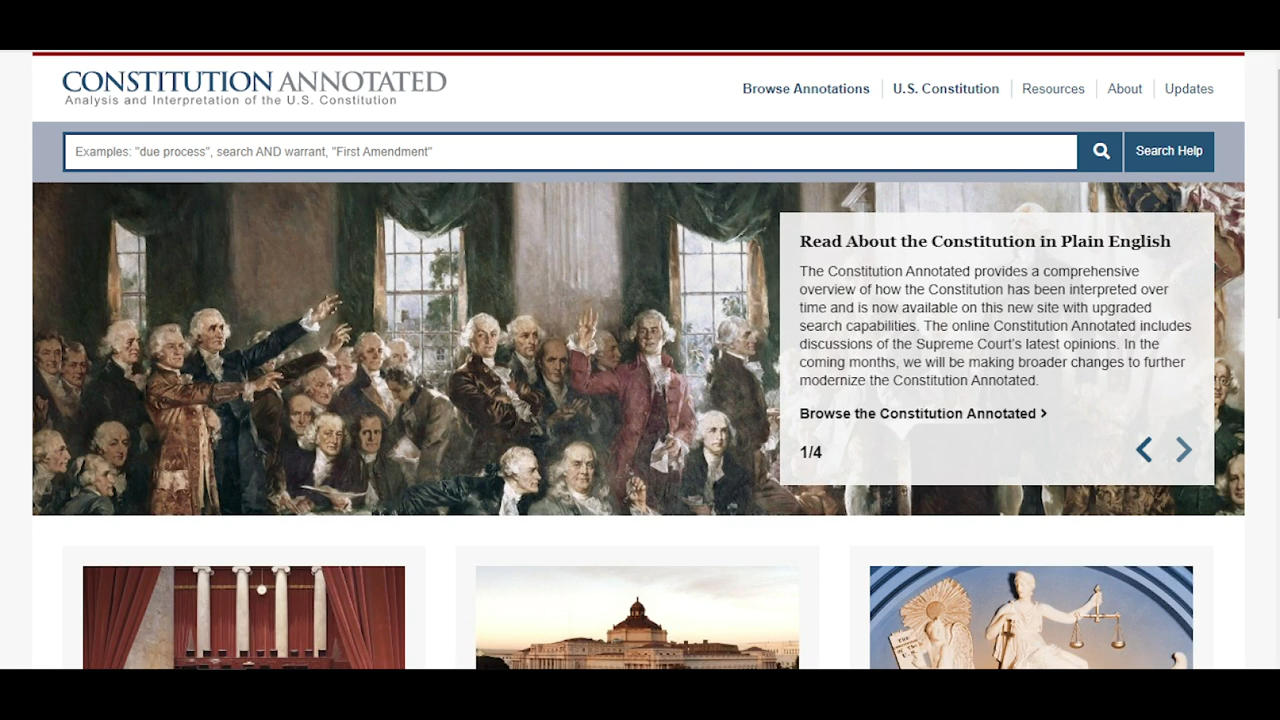 CONSTITUTION ANNOTATED
Analysis and Interpretation of the U.S. Constitution
Browse Annotations
U.S. Constitution
Resources
About
Updates
Examples: "due process", search AND warrant, "First Amendment"
Search Help
Read About the Constitution in Plain English
The Constitution Annotated provides a comprehensive
overview of how the Constitution has been interpreted over
time and is now available on this new site with upgraded
search capabilities. The online Constitution Annotated includes
discussions of the Supreme Court's latest opinions. In the
coming months, we will be making broader changes to further
modernize the Constitution Annotated.
Browse the Constitution Annotated
1/4